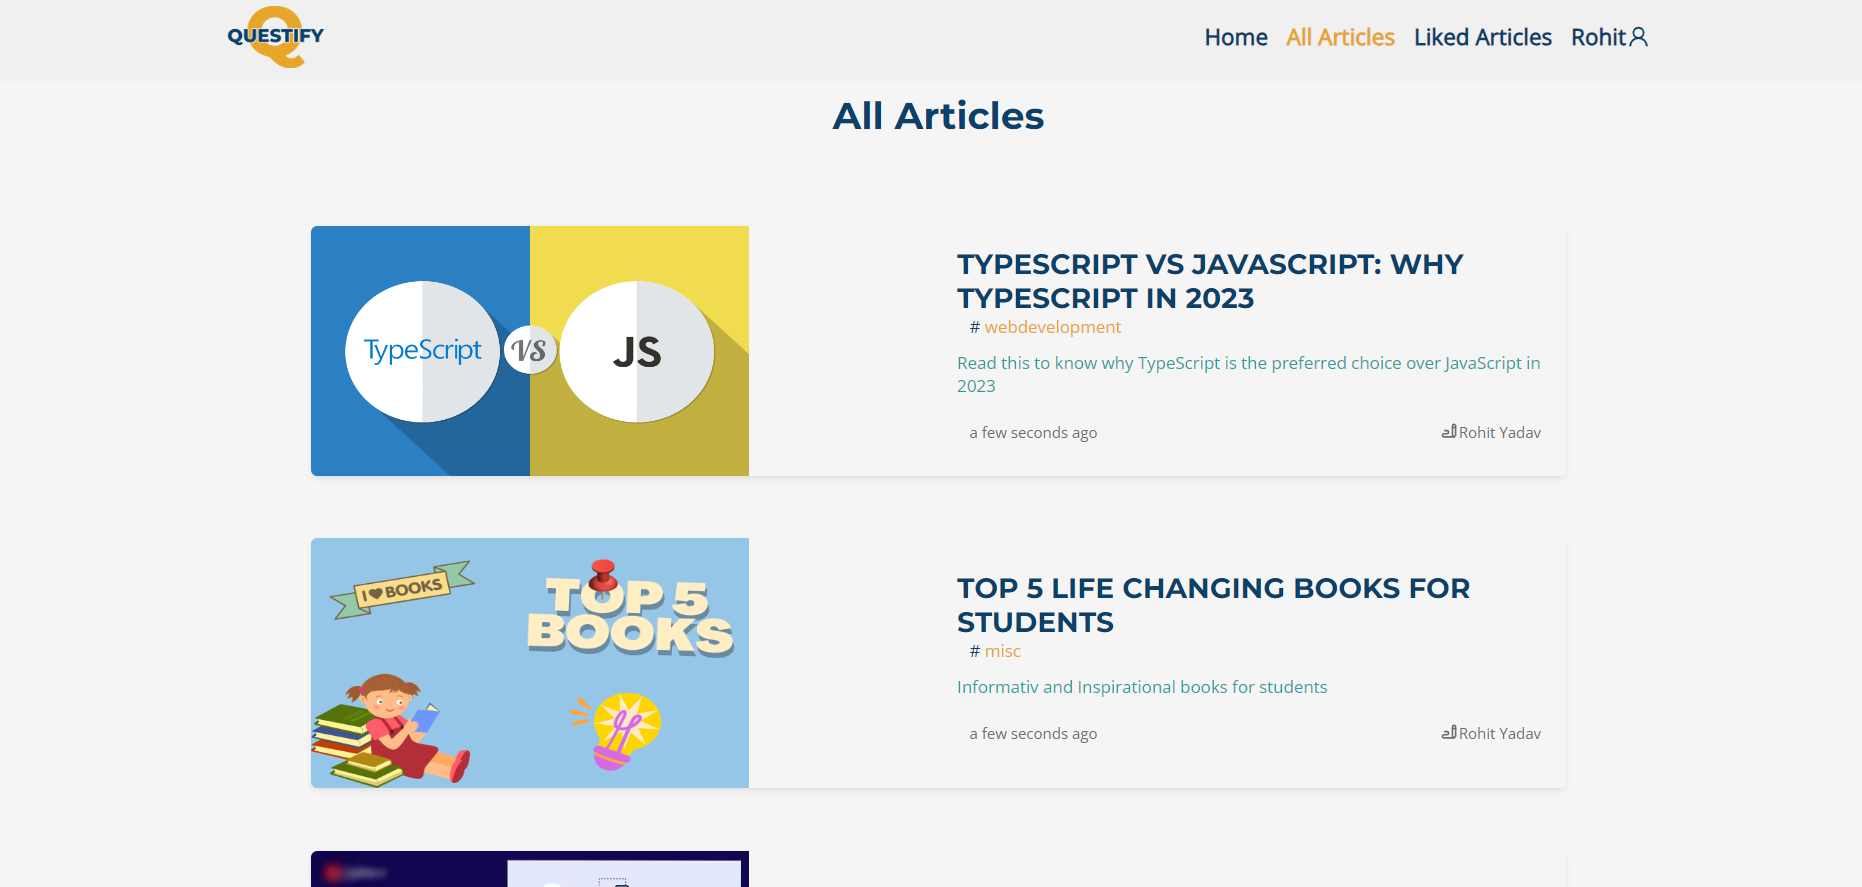 QUESTIFY
Home All Articles Liked Articles Rohit
All Articles
TypeScript VS JS
TYPESCRIPT VS JAVASCRIPT: WHY
TYPESCRIPT IN 2023
# webdevelopment
Read this to know why TypeScript is the preferred choice over JavaScript in
2023
a few seconds ago Rohit Yadav
I BOOKS
TOP 5
BOOKS
TOP 5 LIFE CHANGING BOOKS FOR
STUDENTS
# misc
Informativ and Inspirational books for students
a few seconds ago Rohit Yadav